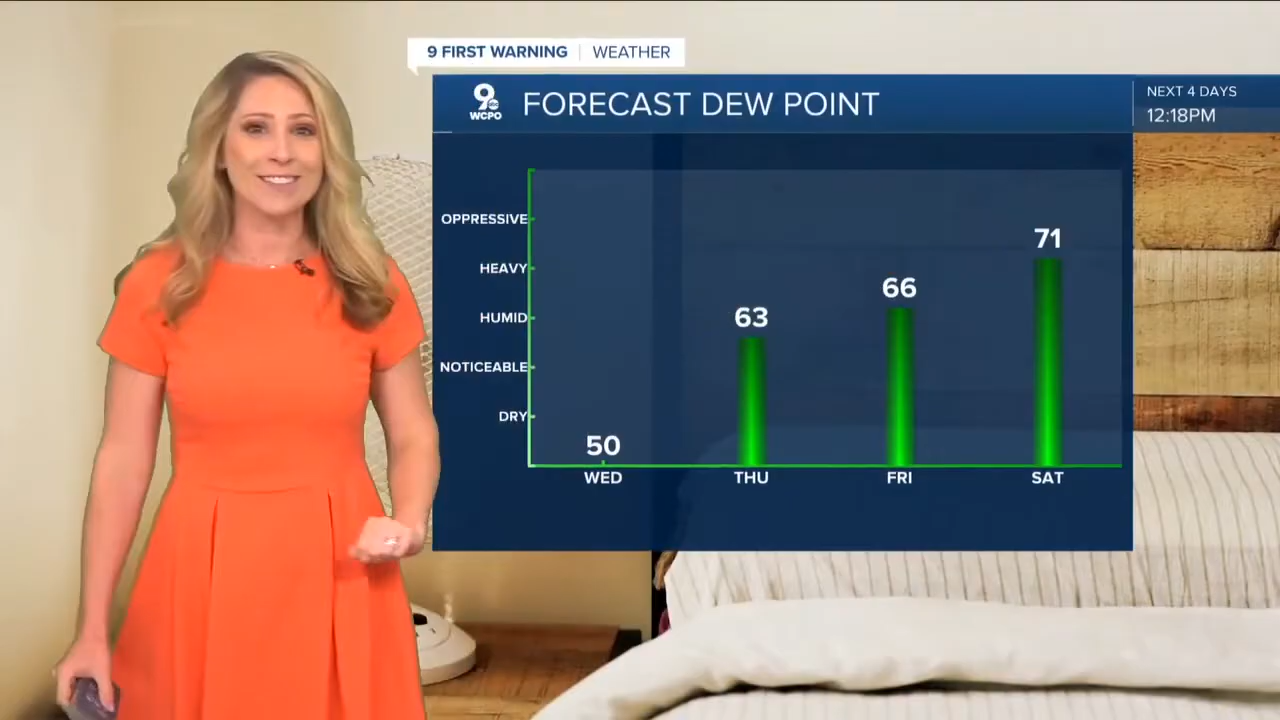 9 FIRST WARNING | WEATHER
9
abc
WCPO
FORECAST DEW POINT
NEXT 4 DAYS
12:18PM
OPPRESSIVE
HEAVY
HUMID
NOTICEABLE
DRY
50
63
66
71
WED
THU
FRI
SAT